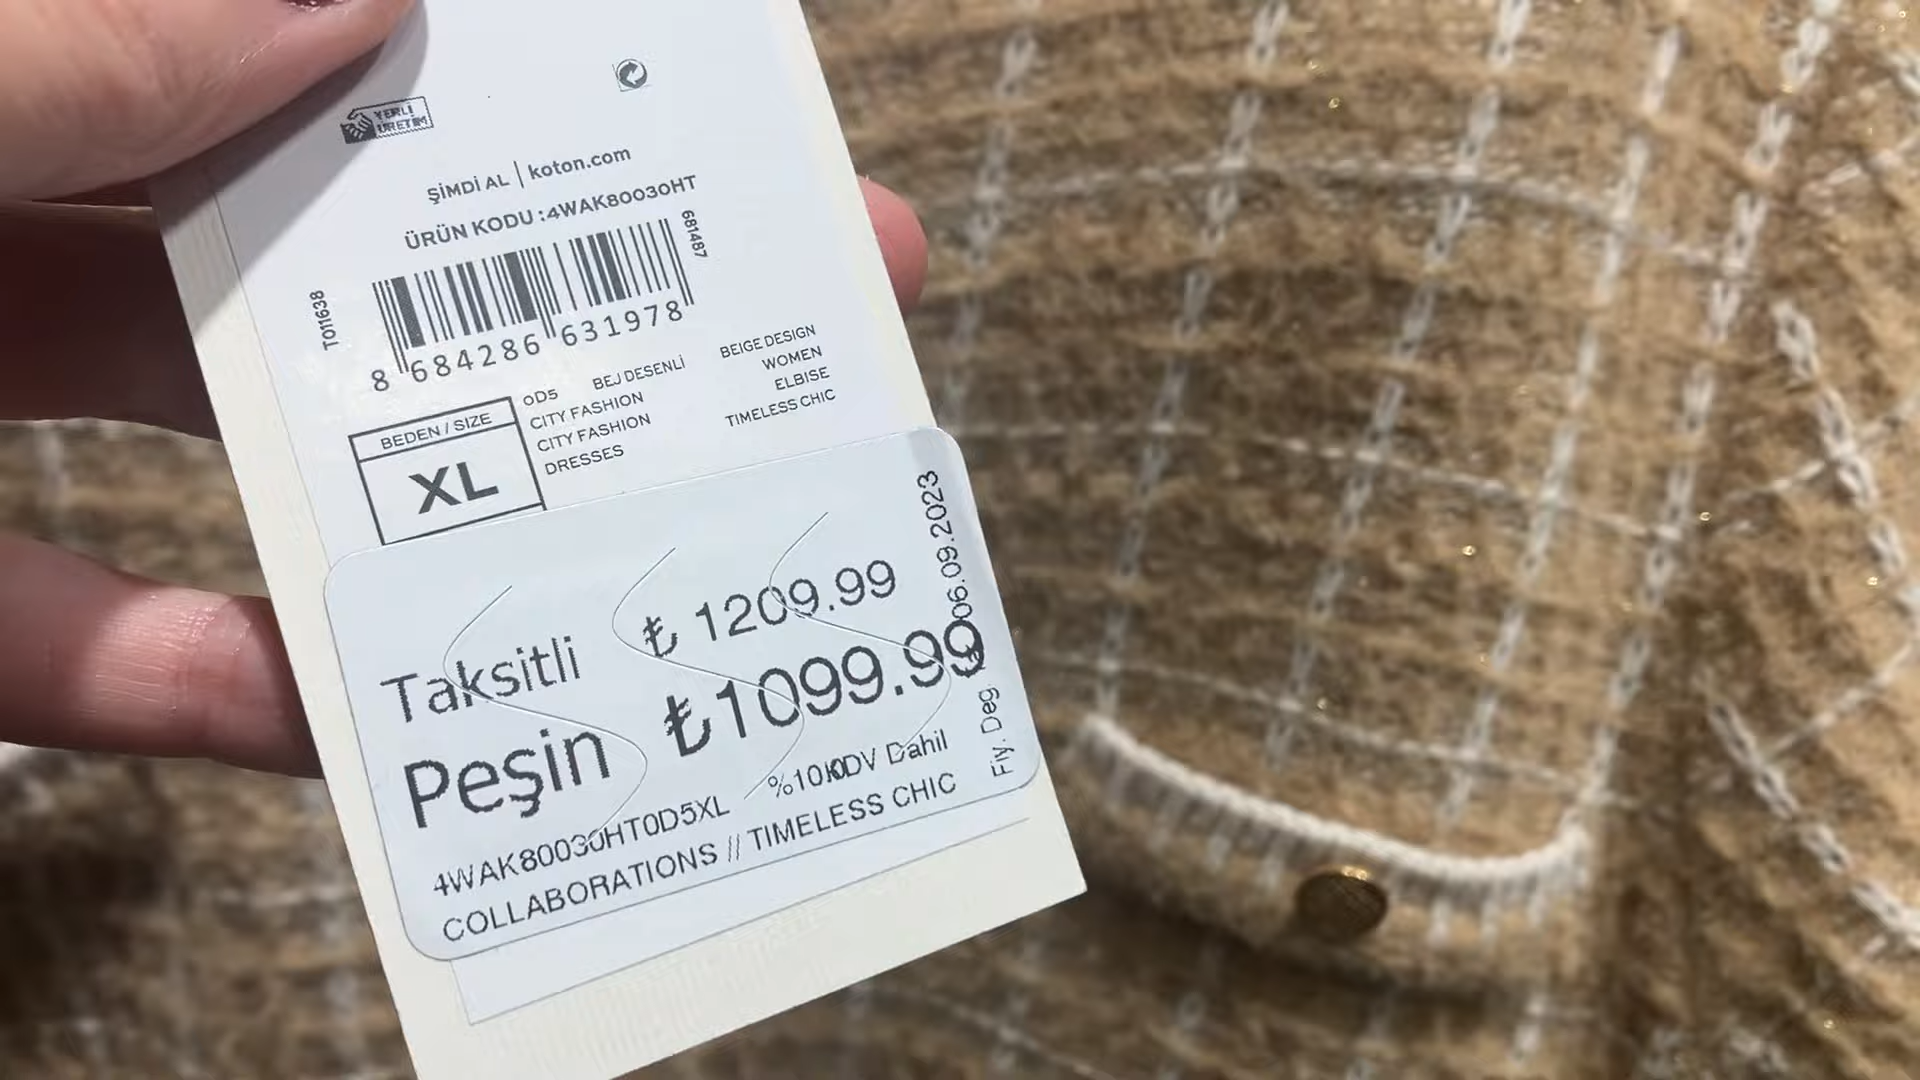 YERLİ
ÜRETİM
ŞİMDİ AL | koton.com
ÜRÜN KODU :4WAK80030HT
681487
T011638
8 684286 631978
BEDEN / SIZE
XL
0D5 BEJ DESENLİ BEIGE DESIGN
CITY FASHION WOMEN
CITY FASHION ELBISE
DRESSES TIMELESS CHIC
Taksitli ₺ 1209.99
Peşin ₺1099.99
%10 KDV Dahil
4WAK80030HT0D5XL
COLLABORATIONS // TIMELESS CHIC
Fiy. Deg. 06.09.2023